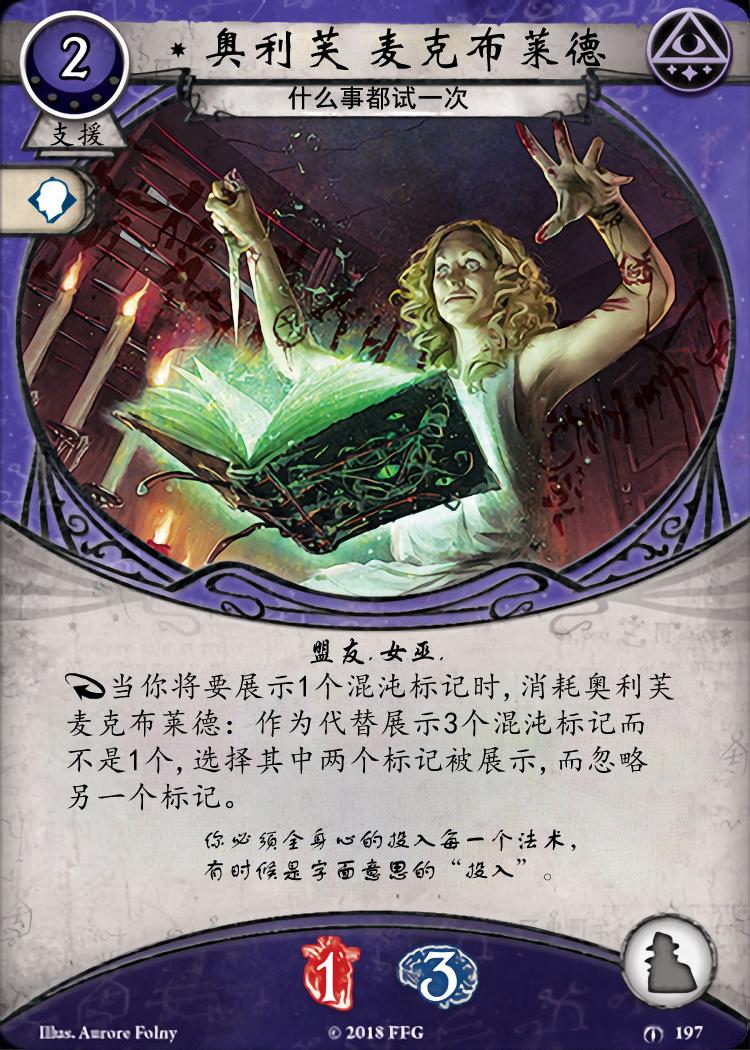 2
奥利芙 麦克布莱德
什么事都试一次
支援
盟友.女巫.
当你将要展示1个混沌标记时,消耗奥利芙
麦克布莱德：作为代替展示3个混沌标记而
不是1个,选择其中两个标记被展示,而忽略
另一个标记。
你必须全身心的投入每一个法术,
有时候是字面意思的“投入”。
1
3
Illus. Aurore Folny
© 2018 FFG
197